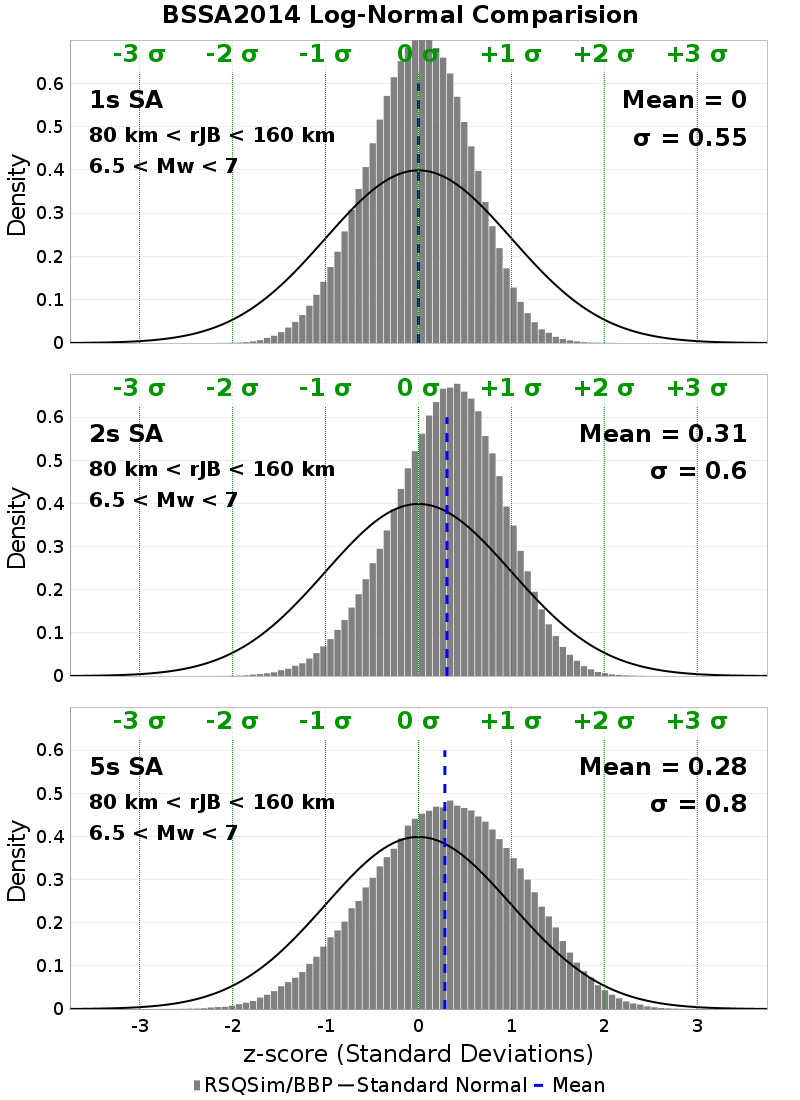 BSSA2014 Log-Normal Comparision
-3 σ -2 σ -1 σ 0 σ +1 σ +2 σ +3 σ
1s SA
80 km < rJB < 160 km
6.5 < Mw < 7
Mean = 0
σ = 0.55
Density
0.6
0.5
0.4
0.3
0.2
0.1
0
-3 σ -2 σ -1 σ 0 σ +1 σ +2 σ +3 σ
2s SA
80 km < rJB < 160 km
6.5 < Mw < 7
Mean = 0.31
σ = 0.6
Density
0.6
0.5
0.4
0.3
0.2
0.1
0
-3 σ -2 σ -1 σ 0 σ +1 σ +2 σ +3 σ
5s SA
80 km < rJB < 160 km
6.5 < Mw < 7
Mean = 0.28
σ = 0.8
Density
0.6
0.5
0.4
0.3
0.2
0.1
0
-3 -2 -1 0 1 2 3
z-score (Standard Deviations)
RSQSim/BBP Standard Normal Mean